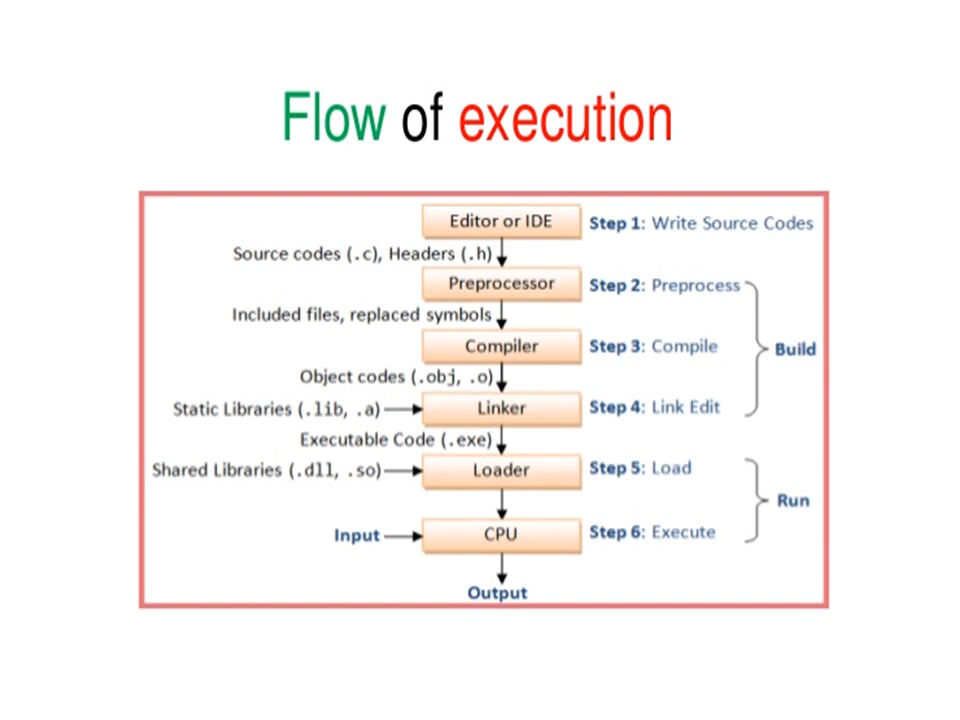 Flow of execution
Editor or IDE
Step 1: Write Source Codes
Source codes (.c), Headers (.h)
Preprocessor
Step 2: Preprocess
Included files, replaced symbols
Compiler
Step 3: Compile
Build
Object codes (.obj, .o)
Static Libraries (.lib, .a)
Linker
Step 4: Link Edit
Executable Code (.exe)
Shared Libraries (.dll, .so)
Loader
Step 5: Load
Run
Input
CPU
Step 6: Execute
Output